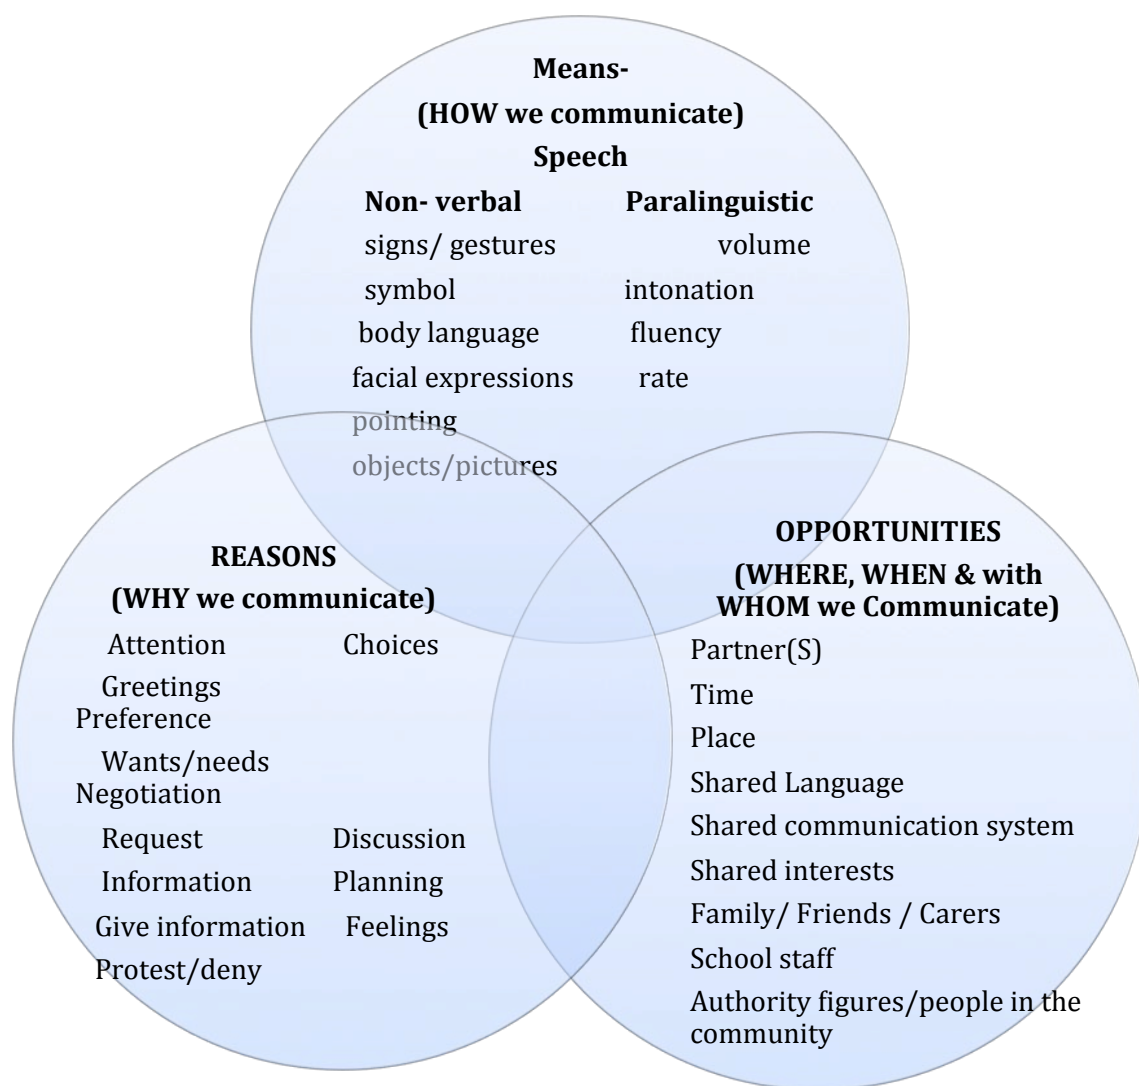 Means-
(HOW we communicate)
Speech
Non- verbal Paralinguistic
signs/ gestures volume
symbol intonation
body language fluency
facial expressions rate
pointing
objects/pictures
REASONS
(WHY we communicate)
Attention Choices
Greetings
Preference
Wants/needs
Negotiation
Request Discussion
Information Planning
Give information Feelings
Protest/deny
OPPORTUNITIES
(WHERE, WHEN & with
WHOM we Communicate)
Partner(S)
Time
Place
Shared Language
Shared communication system
Shared interests
Family/ Friends / Carers
School staff
Authority figures/people in the
community